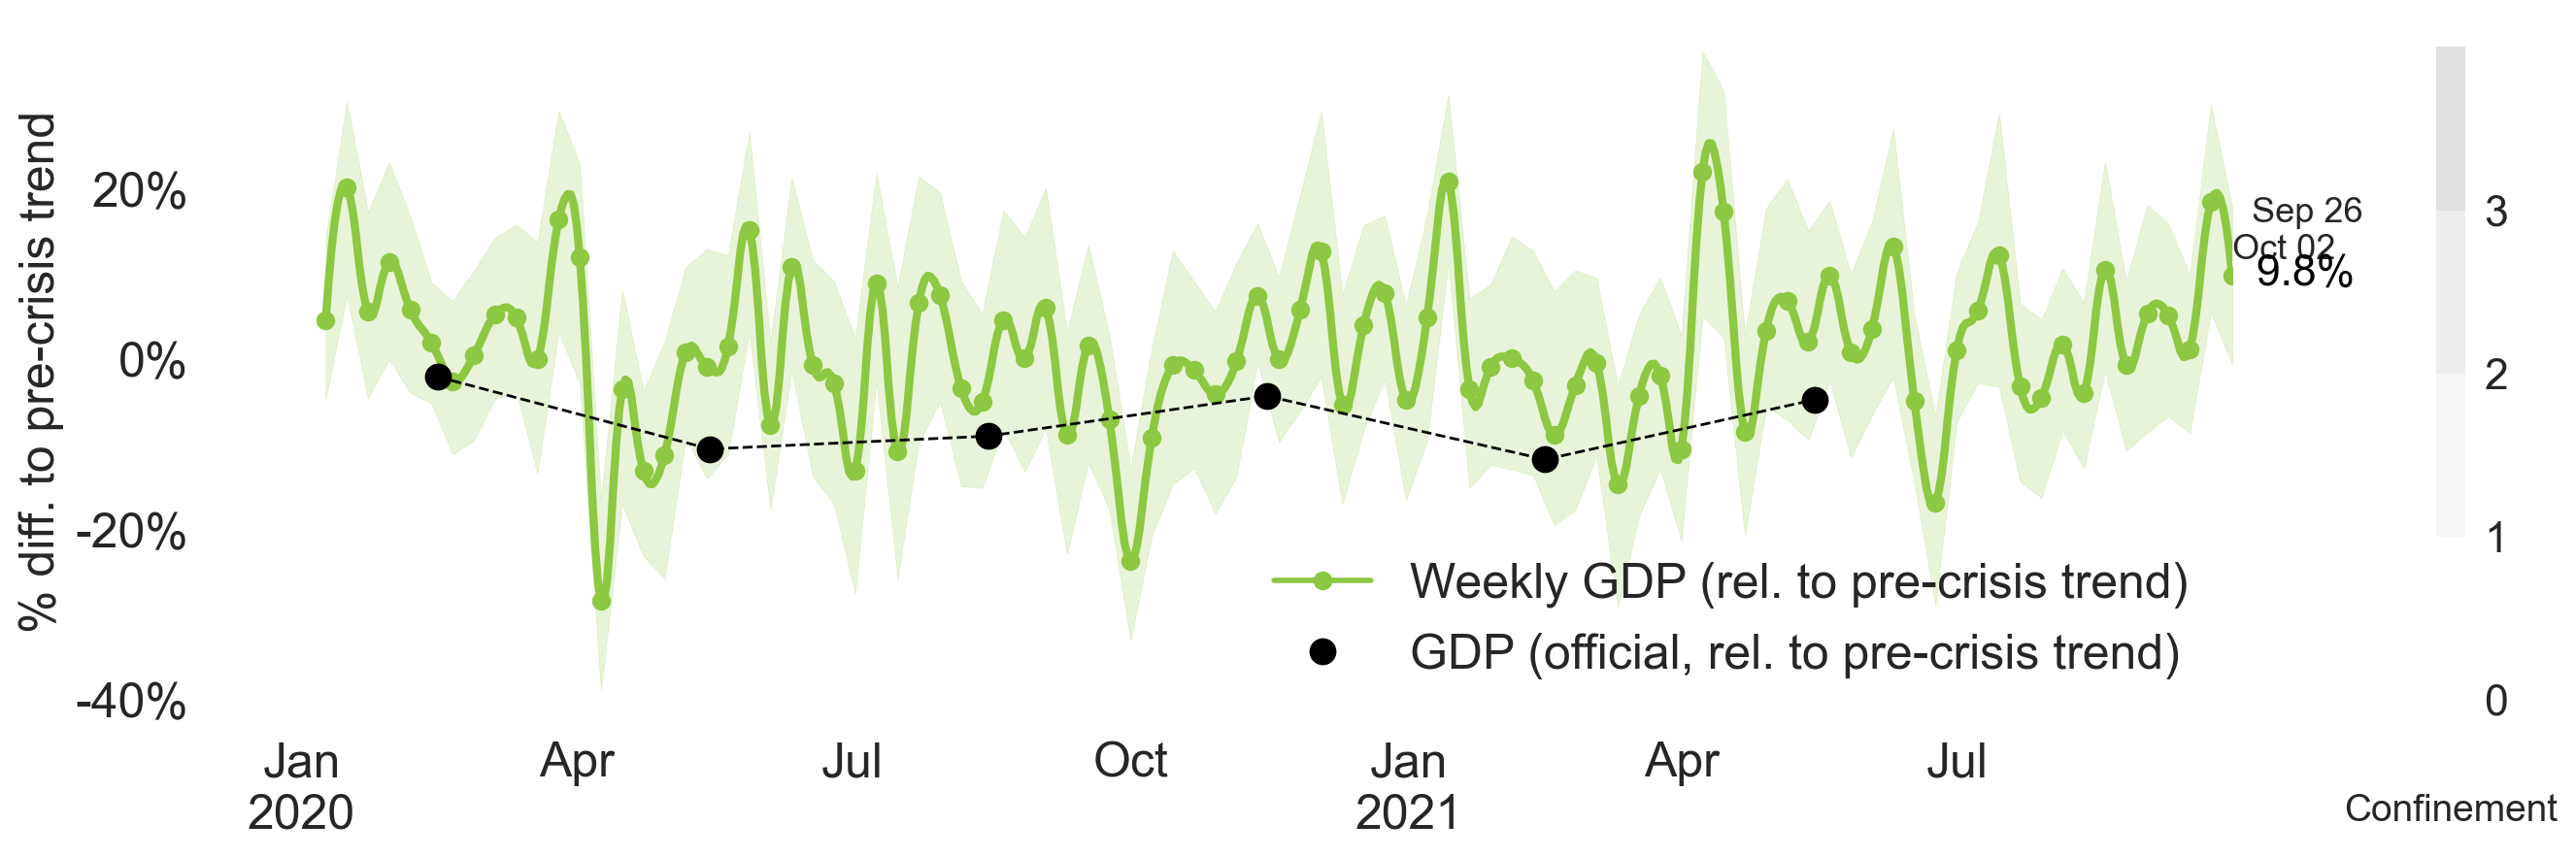 % diff. to pre-crisis trend
20%
0%
-20%
-40%
Jan
2020
Apr
Jul
Oct
Jan
2021
Apr
Jul
Sep 26
Oct 02
9.8%
Weekly GDP (rel. to pre-crisis trend)
GDP (official, rel. to pre-crisis trend)
3
2
1
0
Confinement